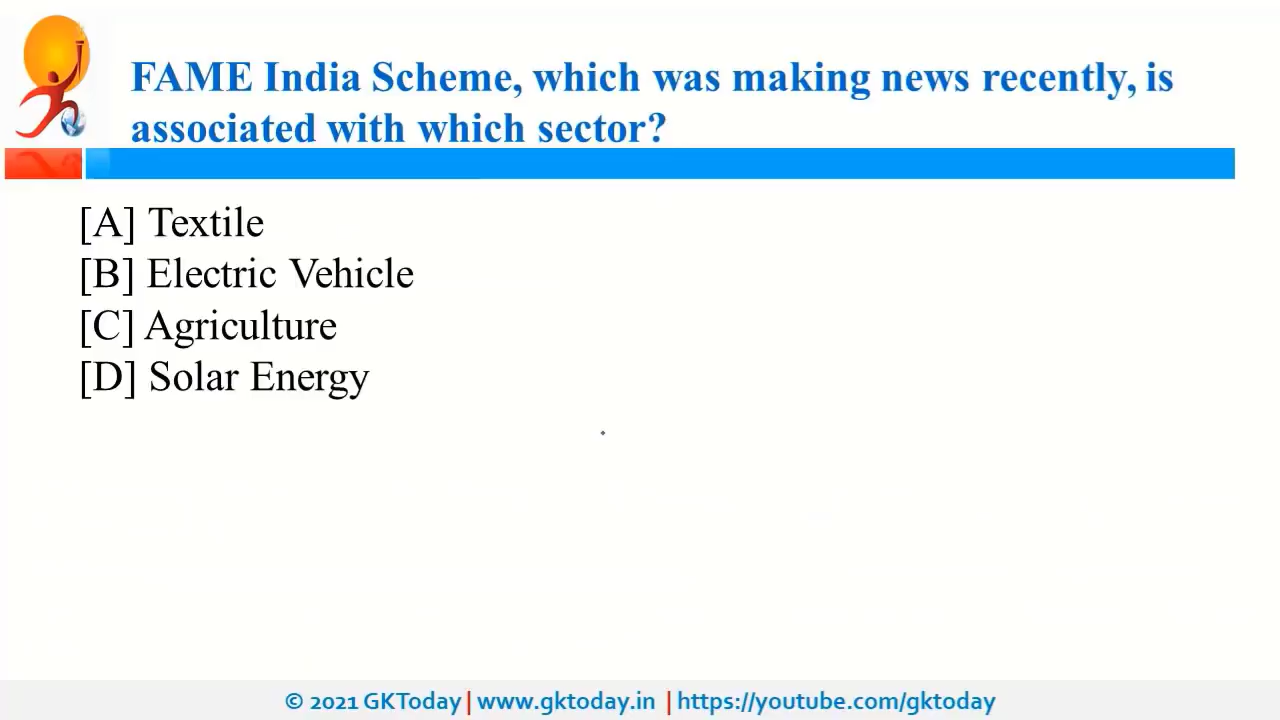 FAME India Scheme, which was making news recently, is
associated with which sector?
[A] Textile
[B] Electric Vehicle
[C] Agriculture
[D] Solar Energy
© 2021 GKToday | www.gktoday.in | https://youtube.com/gktoday